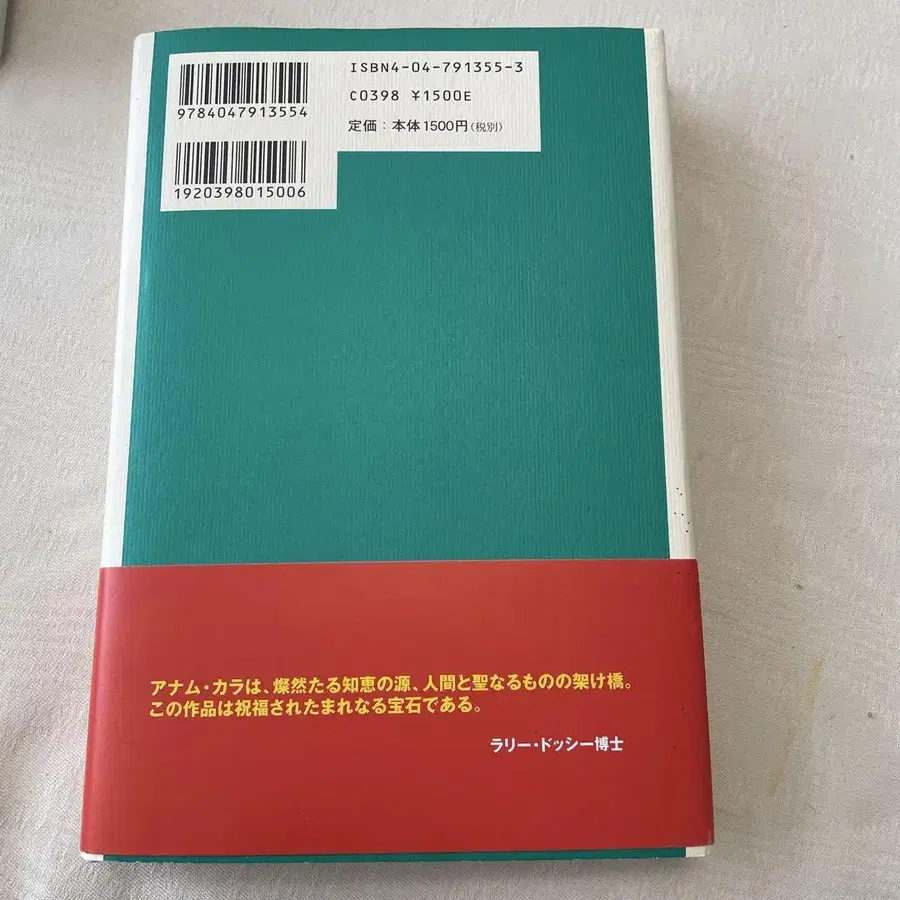 ISBN4-04-791355-3
C0398 ¥1500E
定価：本体1500円（税別）
9784047913554
1920398015006
アナム・カラは、燦然たる知恵の源、人間と聖なるものの架け橋。
この作品は祝福されたまれなる宝石である。
ラリー・ドッシー博士